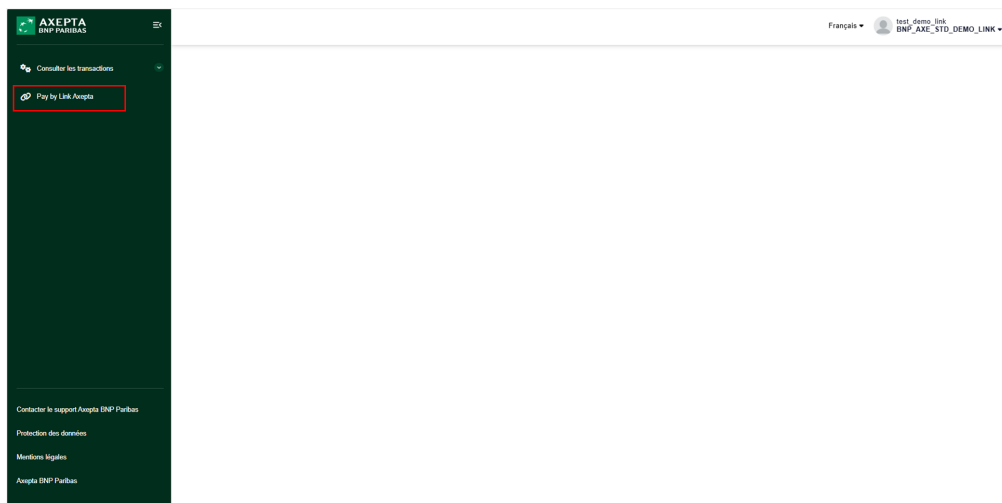 AXEPTA
BNP PARIBAS
Français
test_demo_link
BNP_AXE_STD_DEMO_LINK
Consulter les transactions
Pay by Link Axepta
Contacter le support Axepta BNP Paribas
Protection des données
Mentions légales
Axepta BNP Paribas